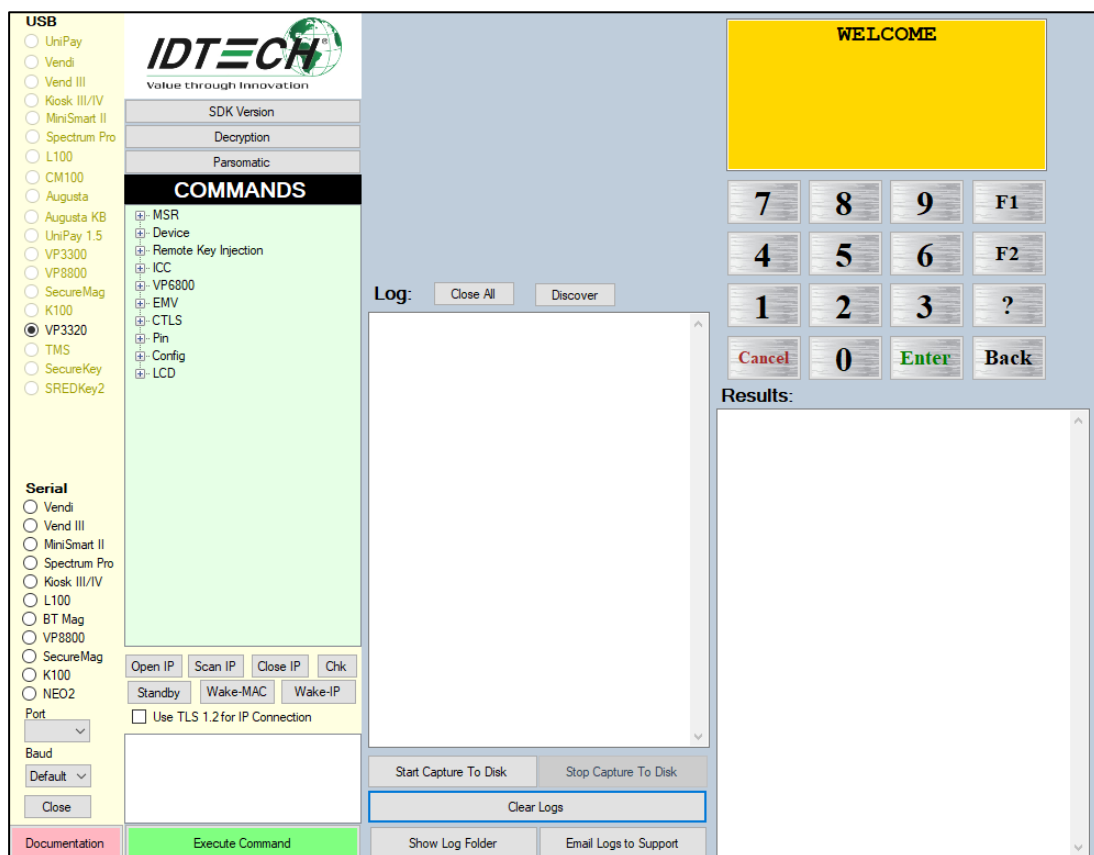 USB
UniPay
Vendi
Vend III
Kiosk III/IV
MiniSmart II
Spectrum Pro
L100
CM100
Augusta
Augusta KB
UniPay 1.5
VP3300
VP8800
SecureMag
K100
VP3320
TMS
SecureKey
SREDKey2
Serial
Vendi
Vend III
MiniSmart II
Spectrum Pro
Kiosk III/IV
L100
BT Mag
VP8800
SecureMag
K100
NEO2
Port
Baud
Default
Close
Documentation
IDTECH®
Value through Innovation
SDK Version
Decryption
Parsomatic
COMMANDS
MSR
Device
Remote Key Injection
ICC
VP6800
EMV
CTLS
Pin
Config
LCD
Open IP Scan IP Close IP Chk
Standby Wake-MAC Wake-IP
Use TLS 1.2 for IP Connection
Execute Command
Log: Close All Discover
Start Capture To Disk Stop Capture To Disk
Clear Logs
Show Log Folder Email Logs to Support
WELCOME
7 8 9 F1
4 5 6 F2
1 2 3 ?
Cancel 0 Enter Back
Results: